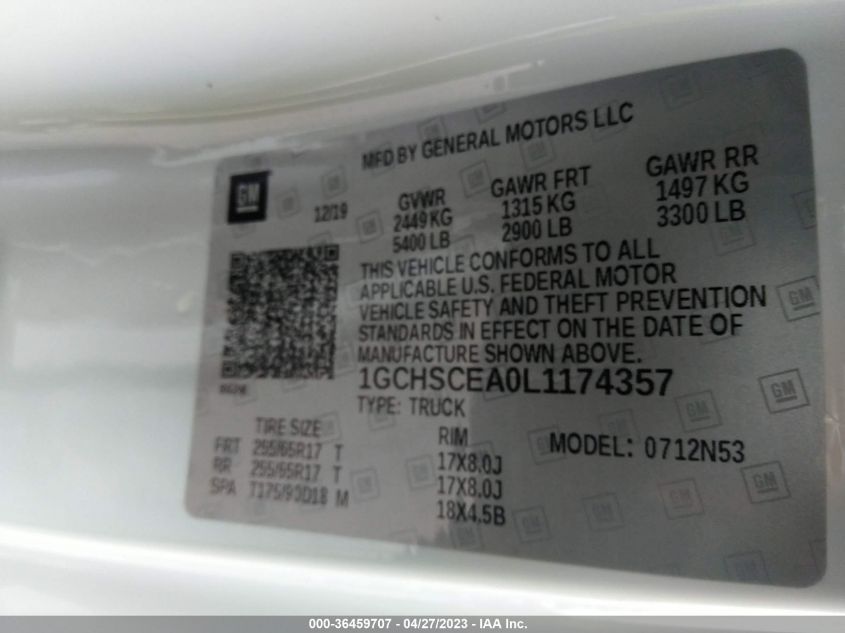 MFD BY GENERAL MOTORS LLC
GM
12/19
GVWR
2449 KG
5400 LB
GAWR FRT
1315 KG
2900 LB
GAWR RR
1497 KG
3300 LB
THIS VEHICLE CONFORMS TO ALL
APPLICABLE U.S. FEDERAL MOTOR
VEHICLE SAFETY AND THEFT PREVENTION
STANDARDS IN EFFECT ON THE DATE OF
MANUFACTURE SHOWN ABOVE.
1GCHSCEA0L1174357
TYPE: TRUCK
MODEL: 0712N53
TIRE SIZE RIM
FRT 255/65R17 T 17X8.0J
RR 255/65R17 T 17X8.0J
SPA T175/90D18 M 18X4.5B
000-36459707 - 04/27/2023 - IAA Inc.